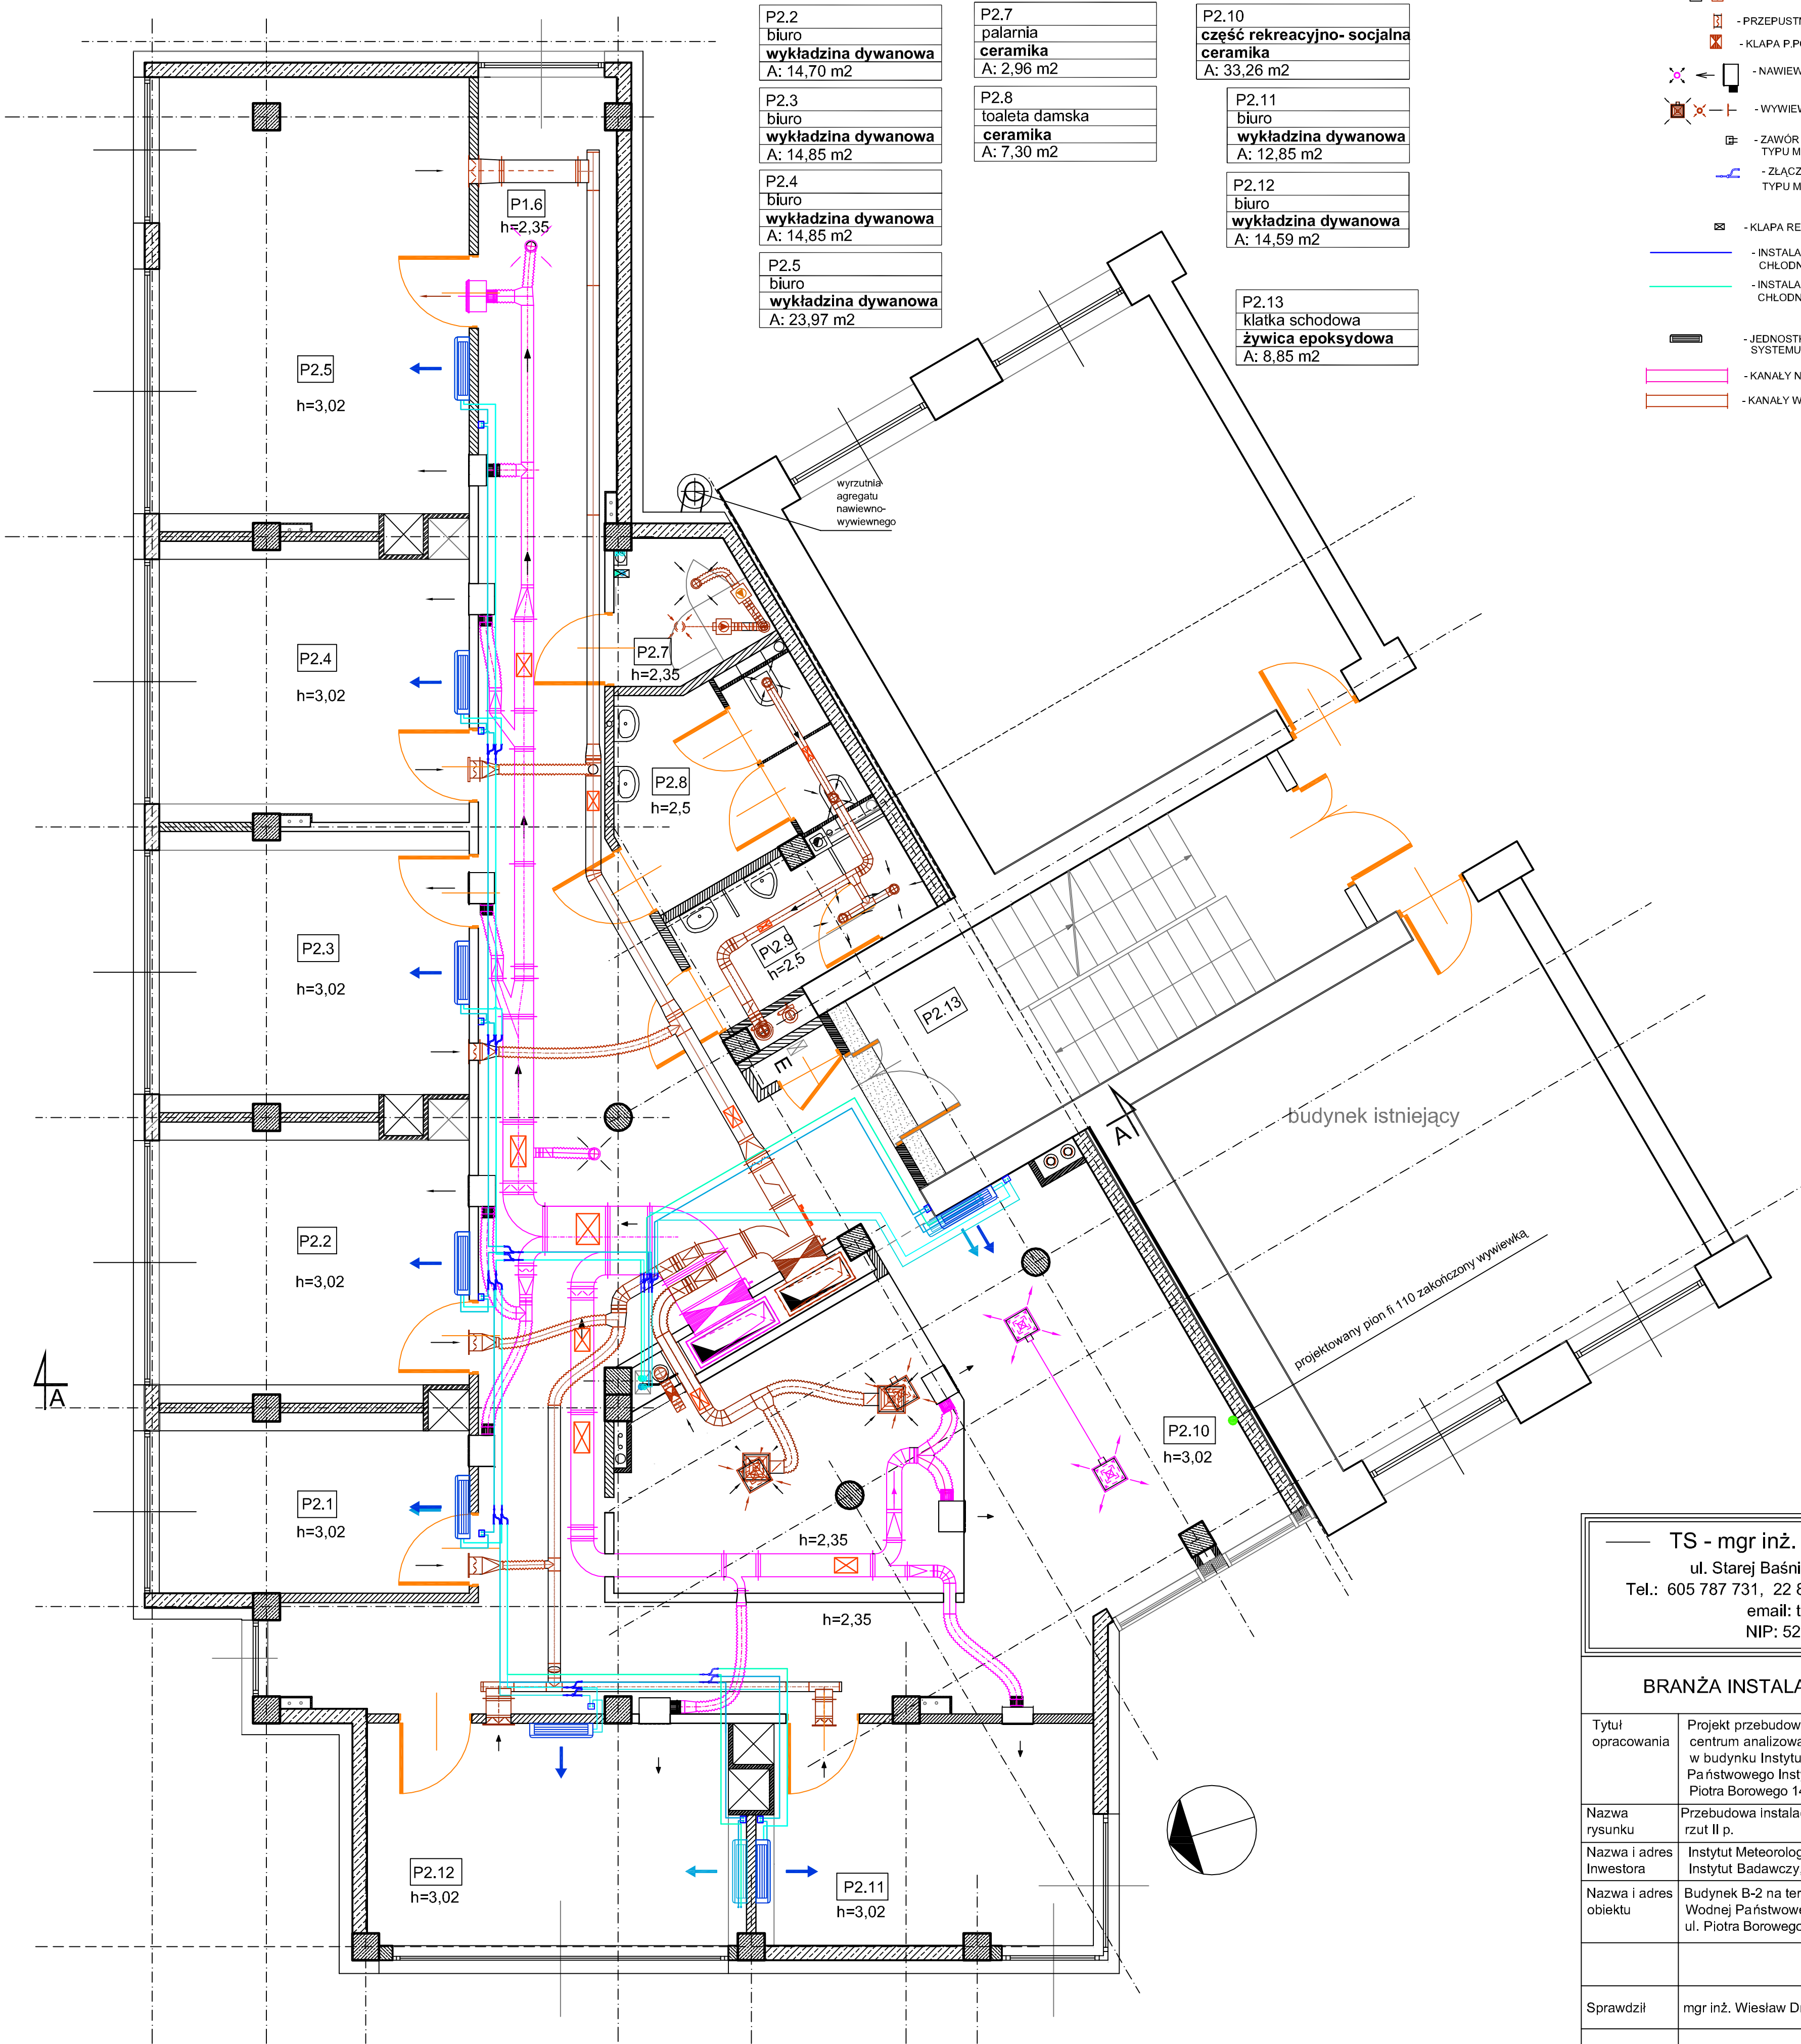 P2.2
biuro
wykładzina dywanowa
A: 14,70 m2
P2.3
biuro
wykładzina dywanowa
A: 14,85 m2
P2.4
biuro
wykładzina dywanowa
A: 14,85 m2
P2.5
biuro
wykładzina dywanowa
A: 23,97 m2
P2.7
palarnia
ceramika
A: 2,96 m2
P2.8
toaleta damska
ceramika
A: 7,30 m2
P2.10
część rekreacyjno- socjalna
ceramika
A: 33,26 m2
P2.11
biuro
wykładzina dywanowa
A: 12,85 m2
P2.12
biuro
wykładzina dywanowa
A: 14,59 m2
P2.13
klatka schodowa
żywica epoksydowa
A: 8,85 m2
- PRZEPUSTN
- KLAPA P.PO
- NAWIEW
- WYWIEW
- ZAWÓR
TYPU M
- ZŁĄCZ
TYPU M
- KLAPA RE
- INSTALA
CHŁODN
- INSTALA
CHŁODN
- JEDNOSTK
SYSTEMU
- KANAŁY N
- KANAŁY W
P1.6
h=2,35
P2.5
h=3,02
wyrzutnia
agregatu
nawiewno-
wywiewnego
P2.4
h=3,02
P2.7
h=2,35
P2.8
h=2,5
P2.3
h=3,02
P\2.9
h=2,5
P2.13
E
A
budynek istniejący
P2.2
h=3,02
projektowany pion fi 110 zakończony wywiewką
A
P2.10
h=3,02
P2.1
h=3,02
h=2,35
h=2,35
P2.12
h=3,02
P2.11
h=3,02
TS - mgr inż.
ul. Starej Baśni
Tel.: 605 787 731, 22 8
email: t
NIP: 52
BRANŻA INSTALA
Tytuł
opracowania
Projekt przebudow
centrum analizowa
w budynku Instytu
Państwowego Inst
Piotra Borowego 14
Nazwa
rysunku
Przebudowa instala
rzut II p.
Nazwa i adres
Inwestora
Instytut Meteorolog
Instytut Badawczy,
Nazwa i adres
obiektu
Budynek B-2 na ter
Wodnej Państwowe
ul. Piotra Borowego
Sprawdził
mgr inż. Wiesław Dr